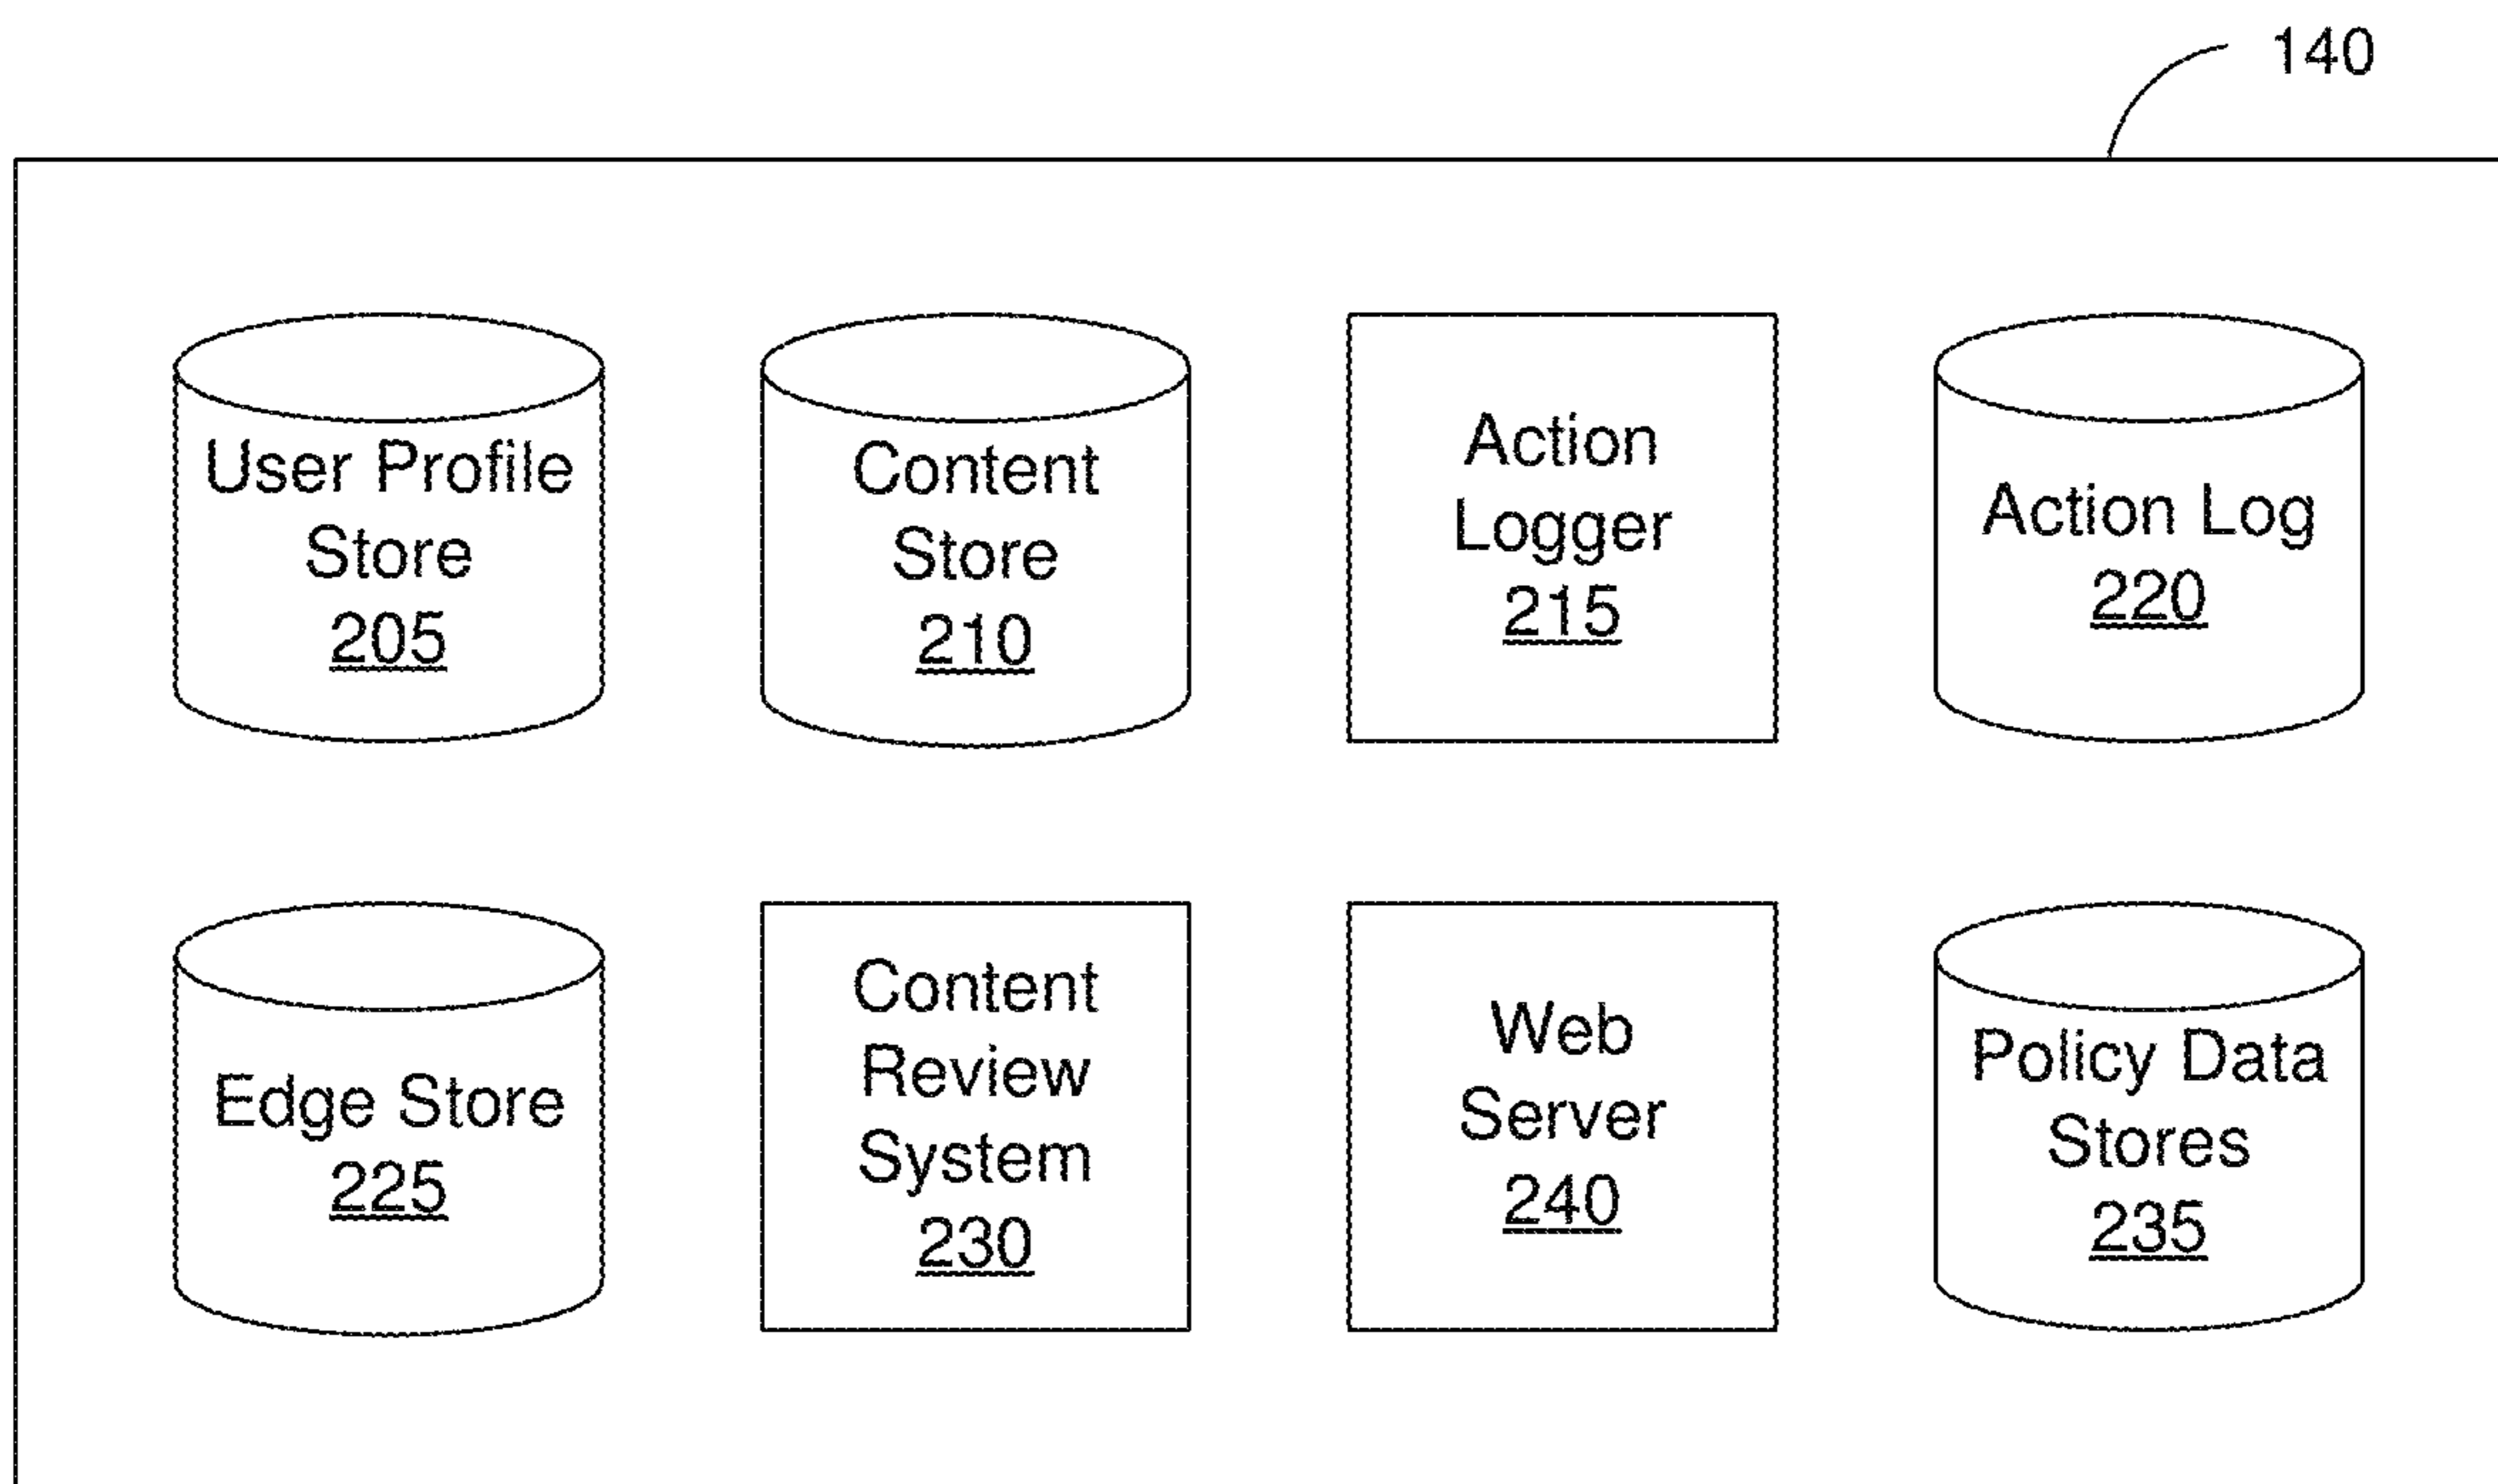 140
User Profile
Store
205
Content
Store
210
Action
Logger
215
Action Log
220
Edge Store
225
Content
Review
System
230
Web
Server
240
Policy Data
Stores
235